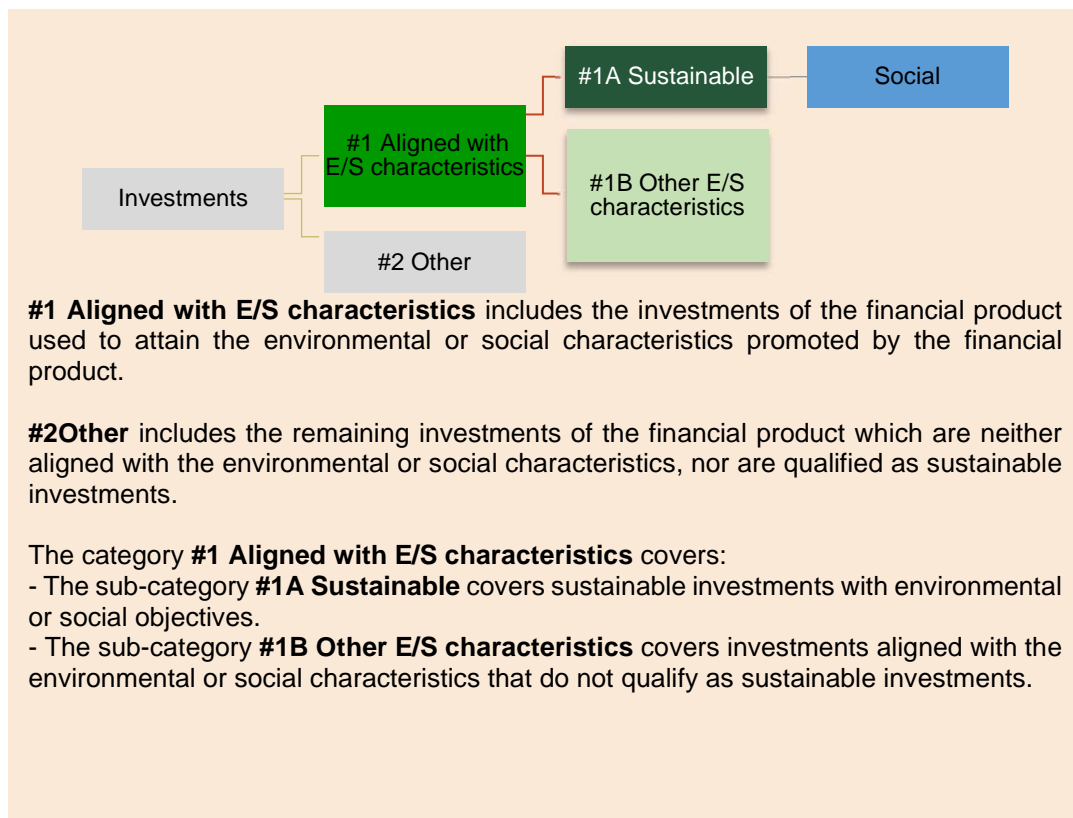 #1A Sustainable
Social
#1 Aligned with
E/S characteristics
#1B Other E/S
characteristics
Investments
#2 Other
#1 Aligned with E/S characteristics includes the investments of the financial product
used to attain the environmental or social characteristics promoted by the financial
product.
#2Other includes the remaining investments of the financial product which are neither
aligned with the environmental or social characteristics, nor are qualified as sustainable
investments.
The category #1 Aligned with E/S characteristics covers:
- The sub-category #1A Sustainable covers sustainable investments with environmental
or social objectives.
- The sub-category #1B Other E/S characteristics covers investments aligned with the
environmental or social characteristics that do not qualify as sustainable investments.